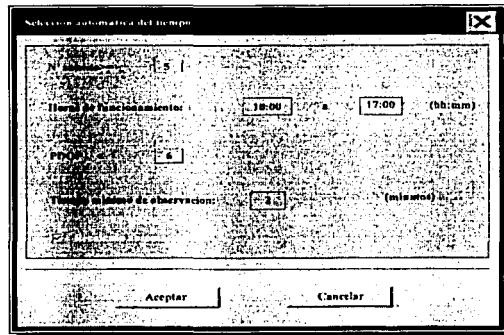 Seleccion automatica del tiempo
5
Horas de funcionamiento: 10:00 a 17:00 (hh:mm)
PDOP 6
Tiempo minimo de observacion: (minutos)
Aceptar Cancelar